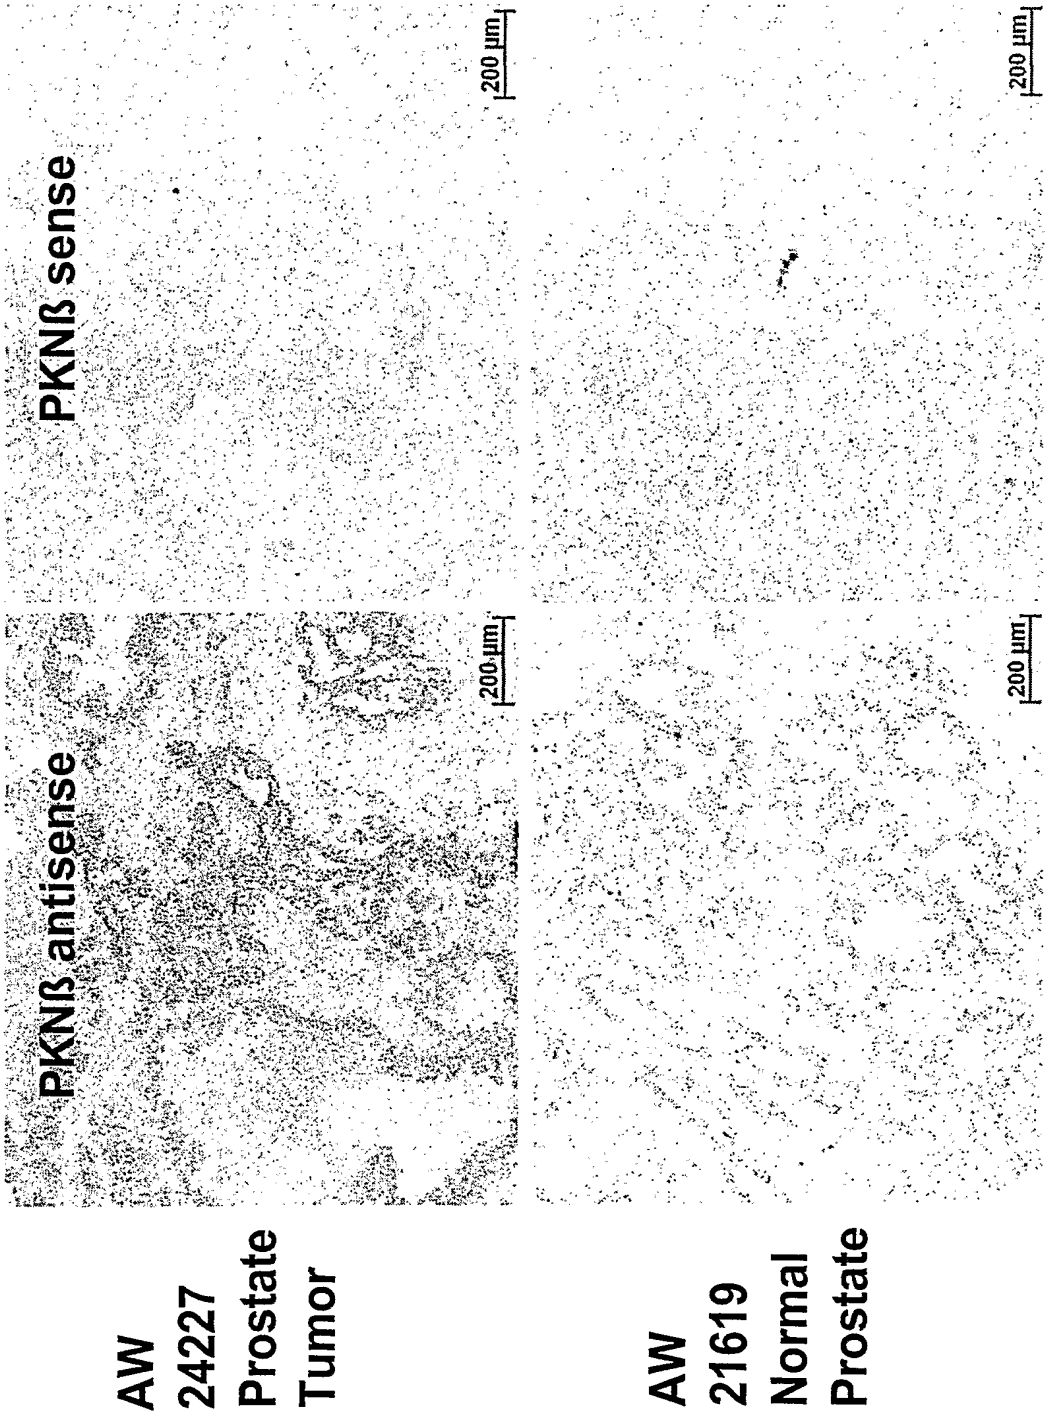 PKNß antisense
PKNß sense
AW
24227
Prostate
Tumor
200 µm
200 µm
AW
21619
Normal
Prostate
200 µm
200 µm